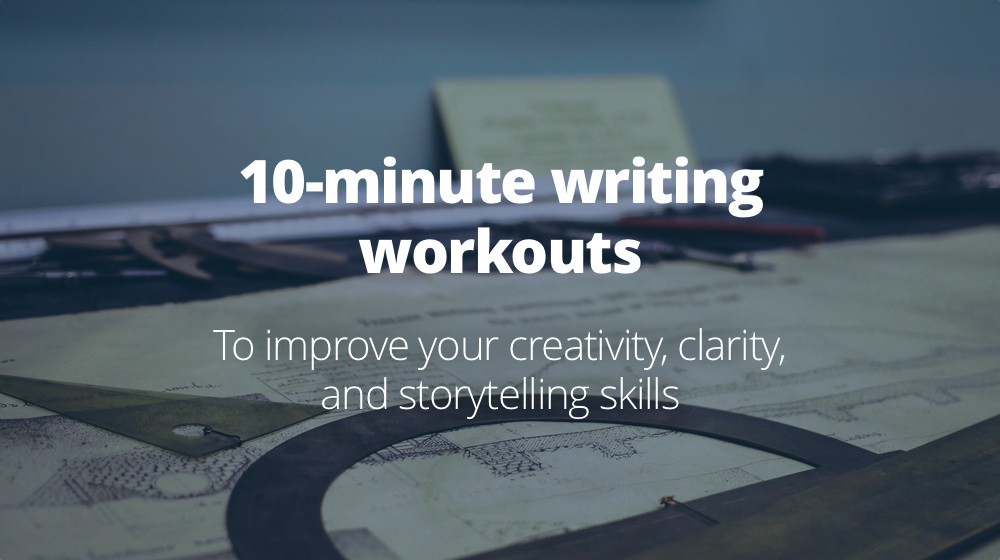 10-minute writing
workouts
To improve your creativity, clarity,
and storytelling skills